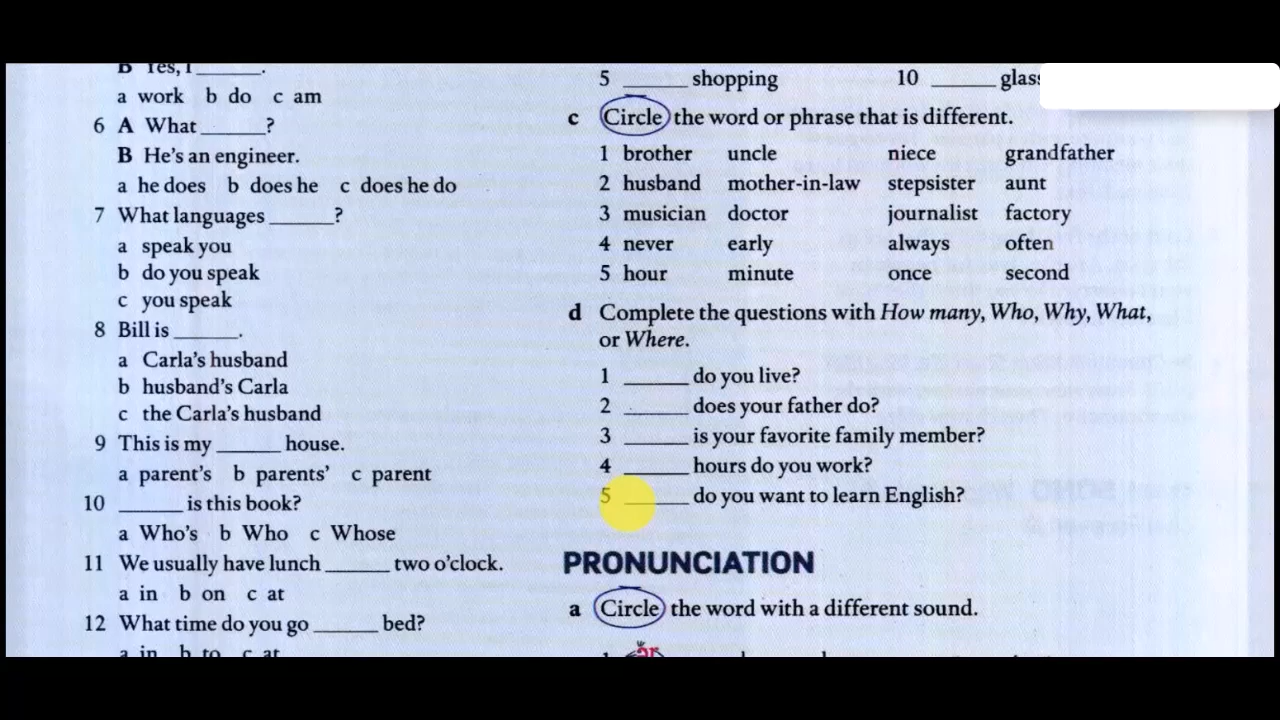 B Yes, I ______.
a work b do c am
6 A What ______?
B He's an engineer.
a he does b does he c does he do
7 What languages ______?
a speak you
b do you speak
c you speak
8 Bill is ______.
a Carla's husband
b husband's Carla
c the Carla's husband
9 This is my ______ house.
a parent's b parents' c parent
10 ______ is this book?
a Who's b Who c Whose
11 We usually have lunch ______ two o'clock.
a in b on c at
12 What time do you go ______ bed?
a in b to c at
5 ______ shopping 10 ______ glass
c Circle the word or phrase that is different.
1 brother uncle niece grandfather
2 husband mother-in-law stepsister aunt
3 musician doctor journalist factory
4 never early always often
5 hour minute once second
d Complete the questions with How many, Who, Why, What,
or Where.
1 ______ do you live?
2 ______ does your father do?
3 ______ is your favorite family member?
4 ______ hours do you work?
5 ______ do you want to learn English?
PRONUNCIATION
a Circle the word with a different sound.